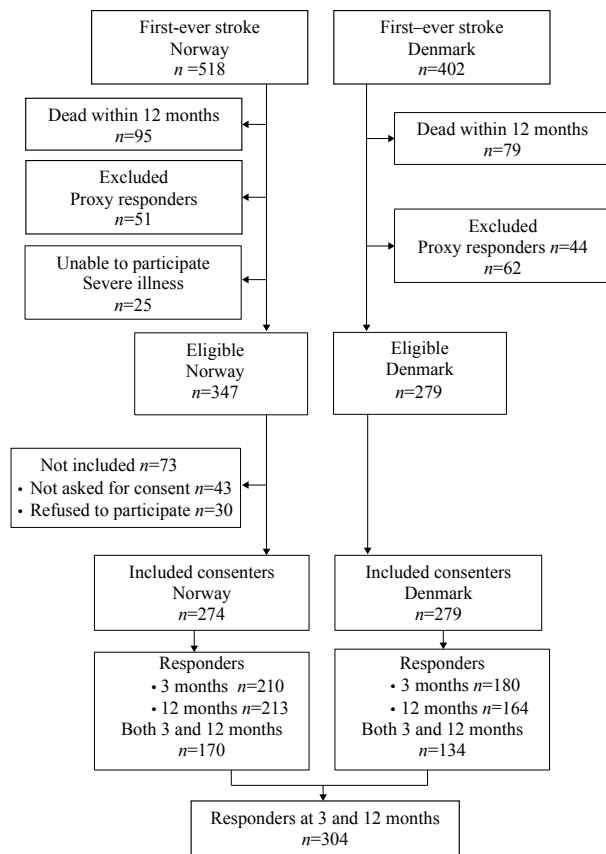 First-ever stroke
Norway
n =518
First–ever stroke
Denmark
n=402
Dead within 12 months
n=95
Dead within 12 months
n=79
Excluded
Proxy responders
n=51
Excluded
Proxy responders n=44
n=62
Unable to participate
Severe illness
n=25
Eligible
Norway
n=347
Eligible
Denmark
n=279
Not included n=73
• Not asked for consent n=43
• Refused to participate n=30
Included consenters
Norway
n=274
Included consenters
Denmark
n=279
Responders
• 3 months n=210
• 12 months n=213
Both 3 and 12 months
n=170
Responders
• 3 months n=180
• 12 months n=164
Both 3 and 12 months
n=134
Responders at 3 and 12 months
n=304